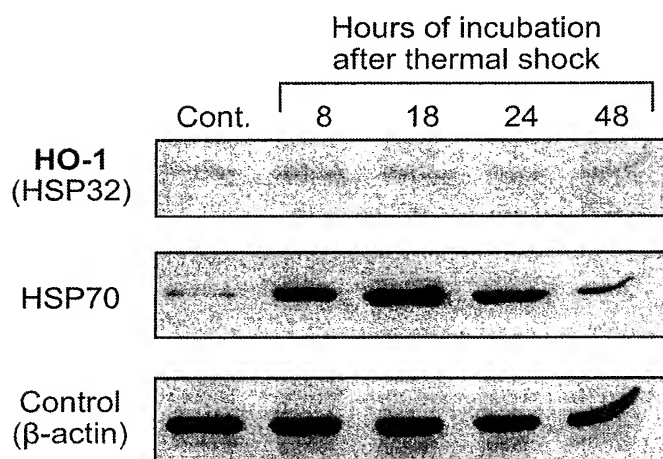 Hours of incubation
after thermal shock
Cont. 8 18 24 48
HO-1
(HSP32)
HSP70
Control
(β-actin)